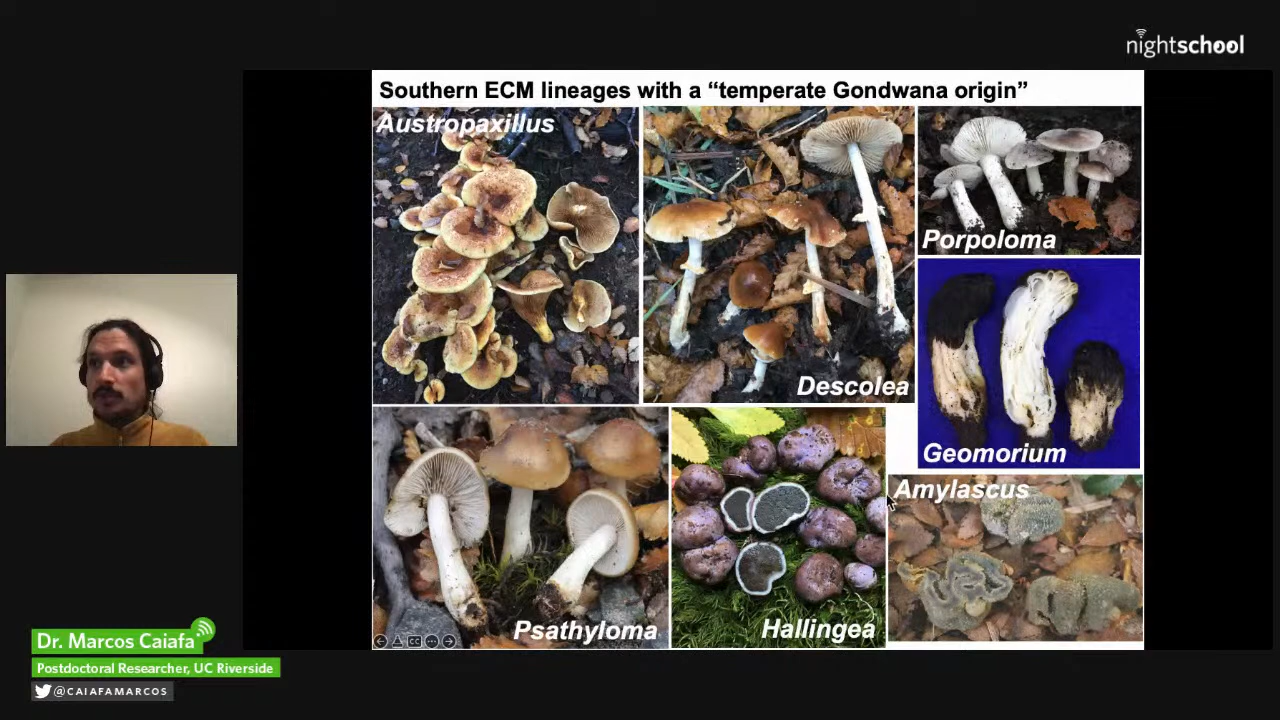 nightschool
Southern ECM lineages with a “temperate Gondwana origin”
Austropaxillus
Descolea
Porpoloma
Geomorium
Psathyloma
Hallingea
Amylascus
CC
Dr. Marcos Caiafa
Postdoctoral Researcher, UC Riverside
@CAIAFAMARCOS